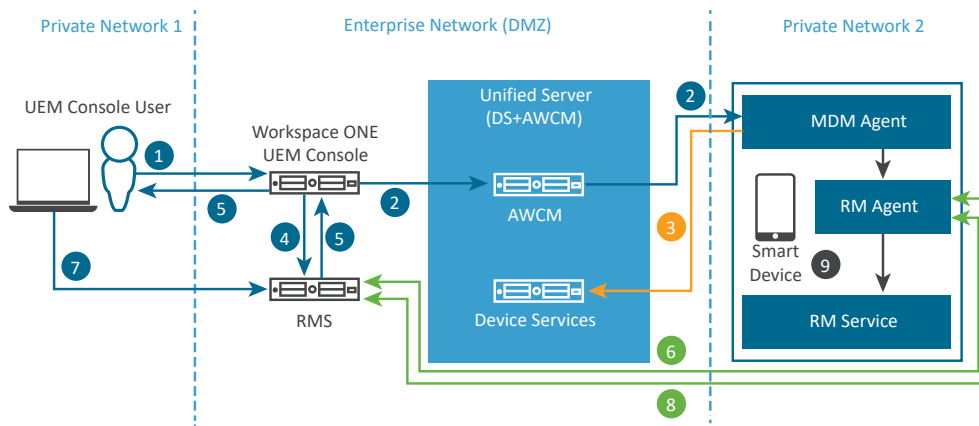 Private Network 1
Enterprise Network (DMZ)
Private Network 2
UEM Console User
Workspace ONE
UEM Console
Unified Server
(DS+AWCM)
2
MDM Agent
1
5
2
AWCM
RM Agent
3
4
5
Smart
Device
9
7
RMS
Device Services
RM Service
6
8